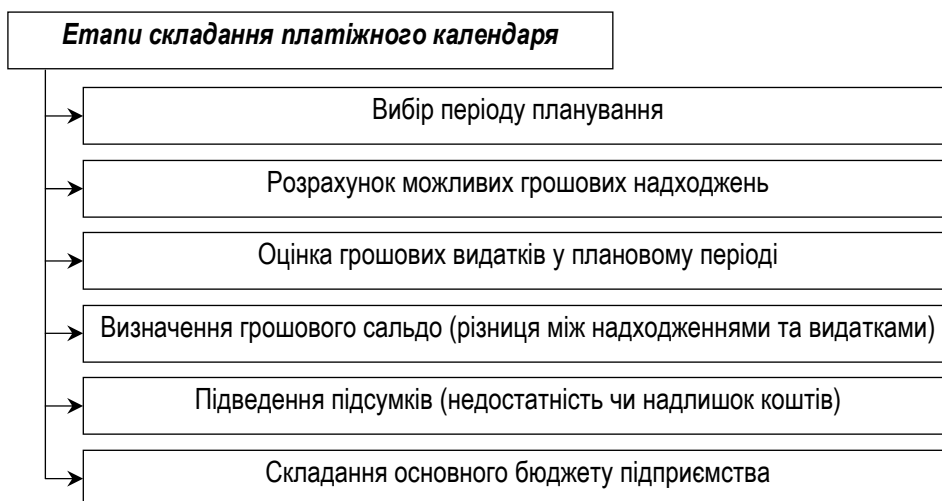 Етапи складання платіжного календаря
Вибір періоду планування
Розрахунок можливих грошових надходжень
Оцінка грошових видатків у плановому періоді
Визначення грошового сальдо (різниця між надходженнями та видатками)
Підведення підсумків (недостатність чи надлишок коштів)
Складання основного бюджету підприємства